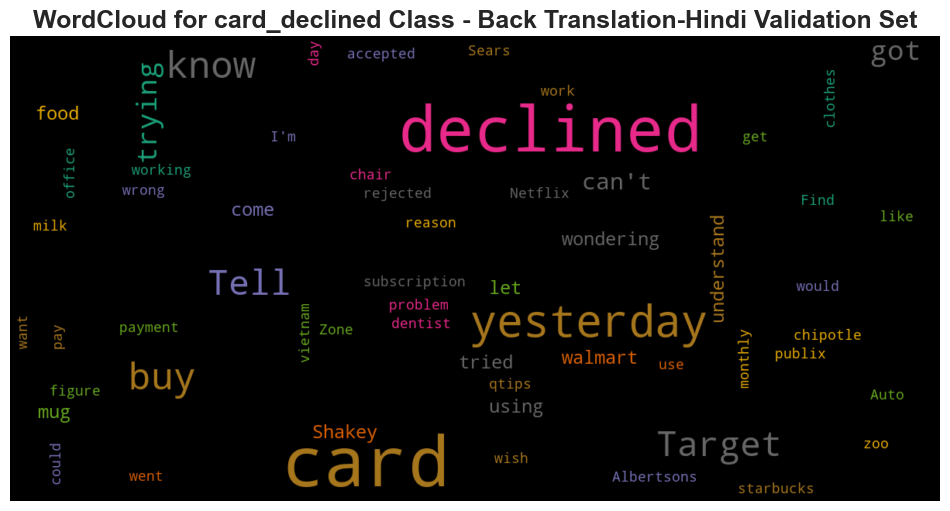 WordCloud for card_declined Class - Back Translation-Hindi Validation Set
day
accepted
Sears
got
know
trying
work
clothes
food
declined
I'm
get
office
working
chair
can't
wrong
rejected
Netflix
Find
come
like
milk
reason
wondering
understand
Tell
subscription
let
would
problem
vietnam
yesterday
want
pay
payment
Zone
dentist
chipotle
monthly
publix
tried
walmart
use
buy
qtips
figure
Auto
mug
using
Shakey
card
Target
zoo
could
went
wish
Albertsons
starbucks